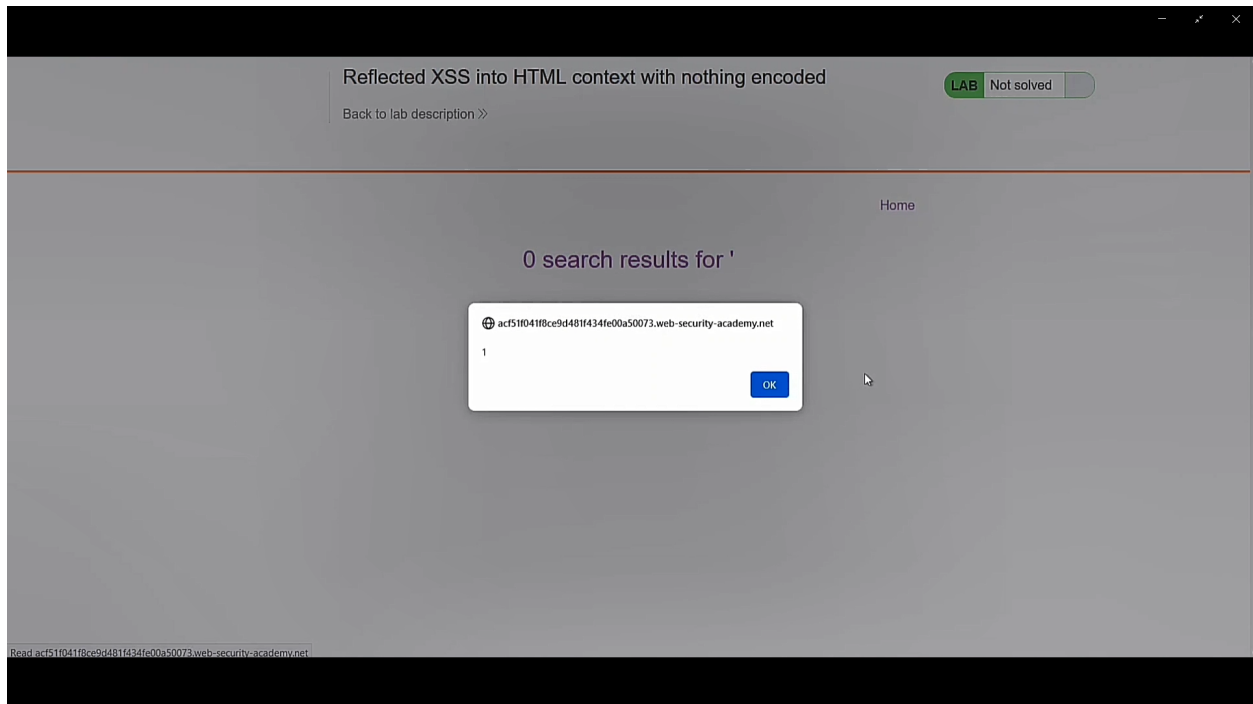 Reflected XSS into HTML context with nothing encoded
LAB Not solved
Back to lab description >>
Home
0 search results for '
acf51f041f8ce9d481f434fe00a50073.web-security-academy.net
1
OK
Read acf51f041f8ce9d481f434fe00a50073.web-security-academy.net